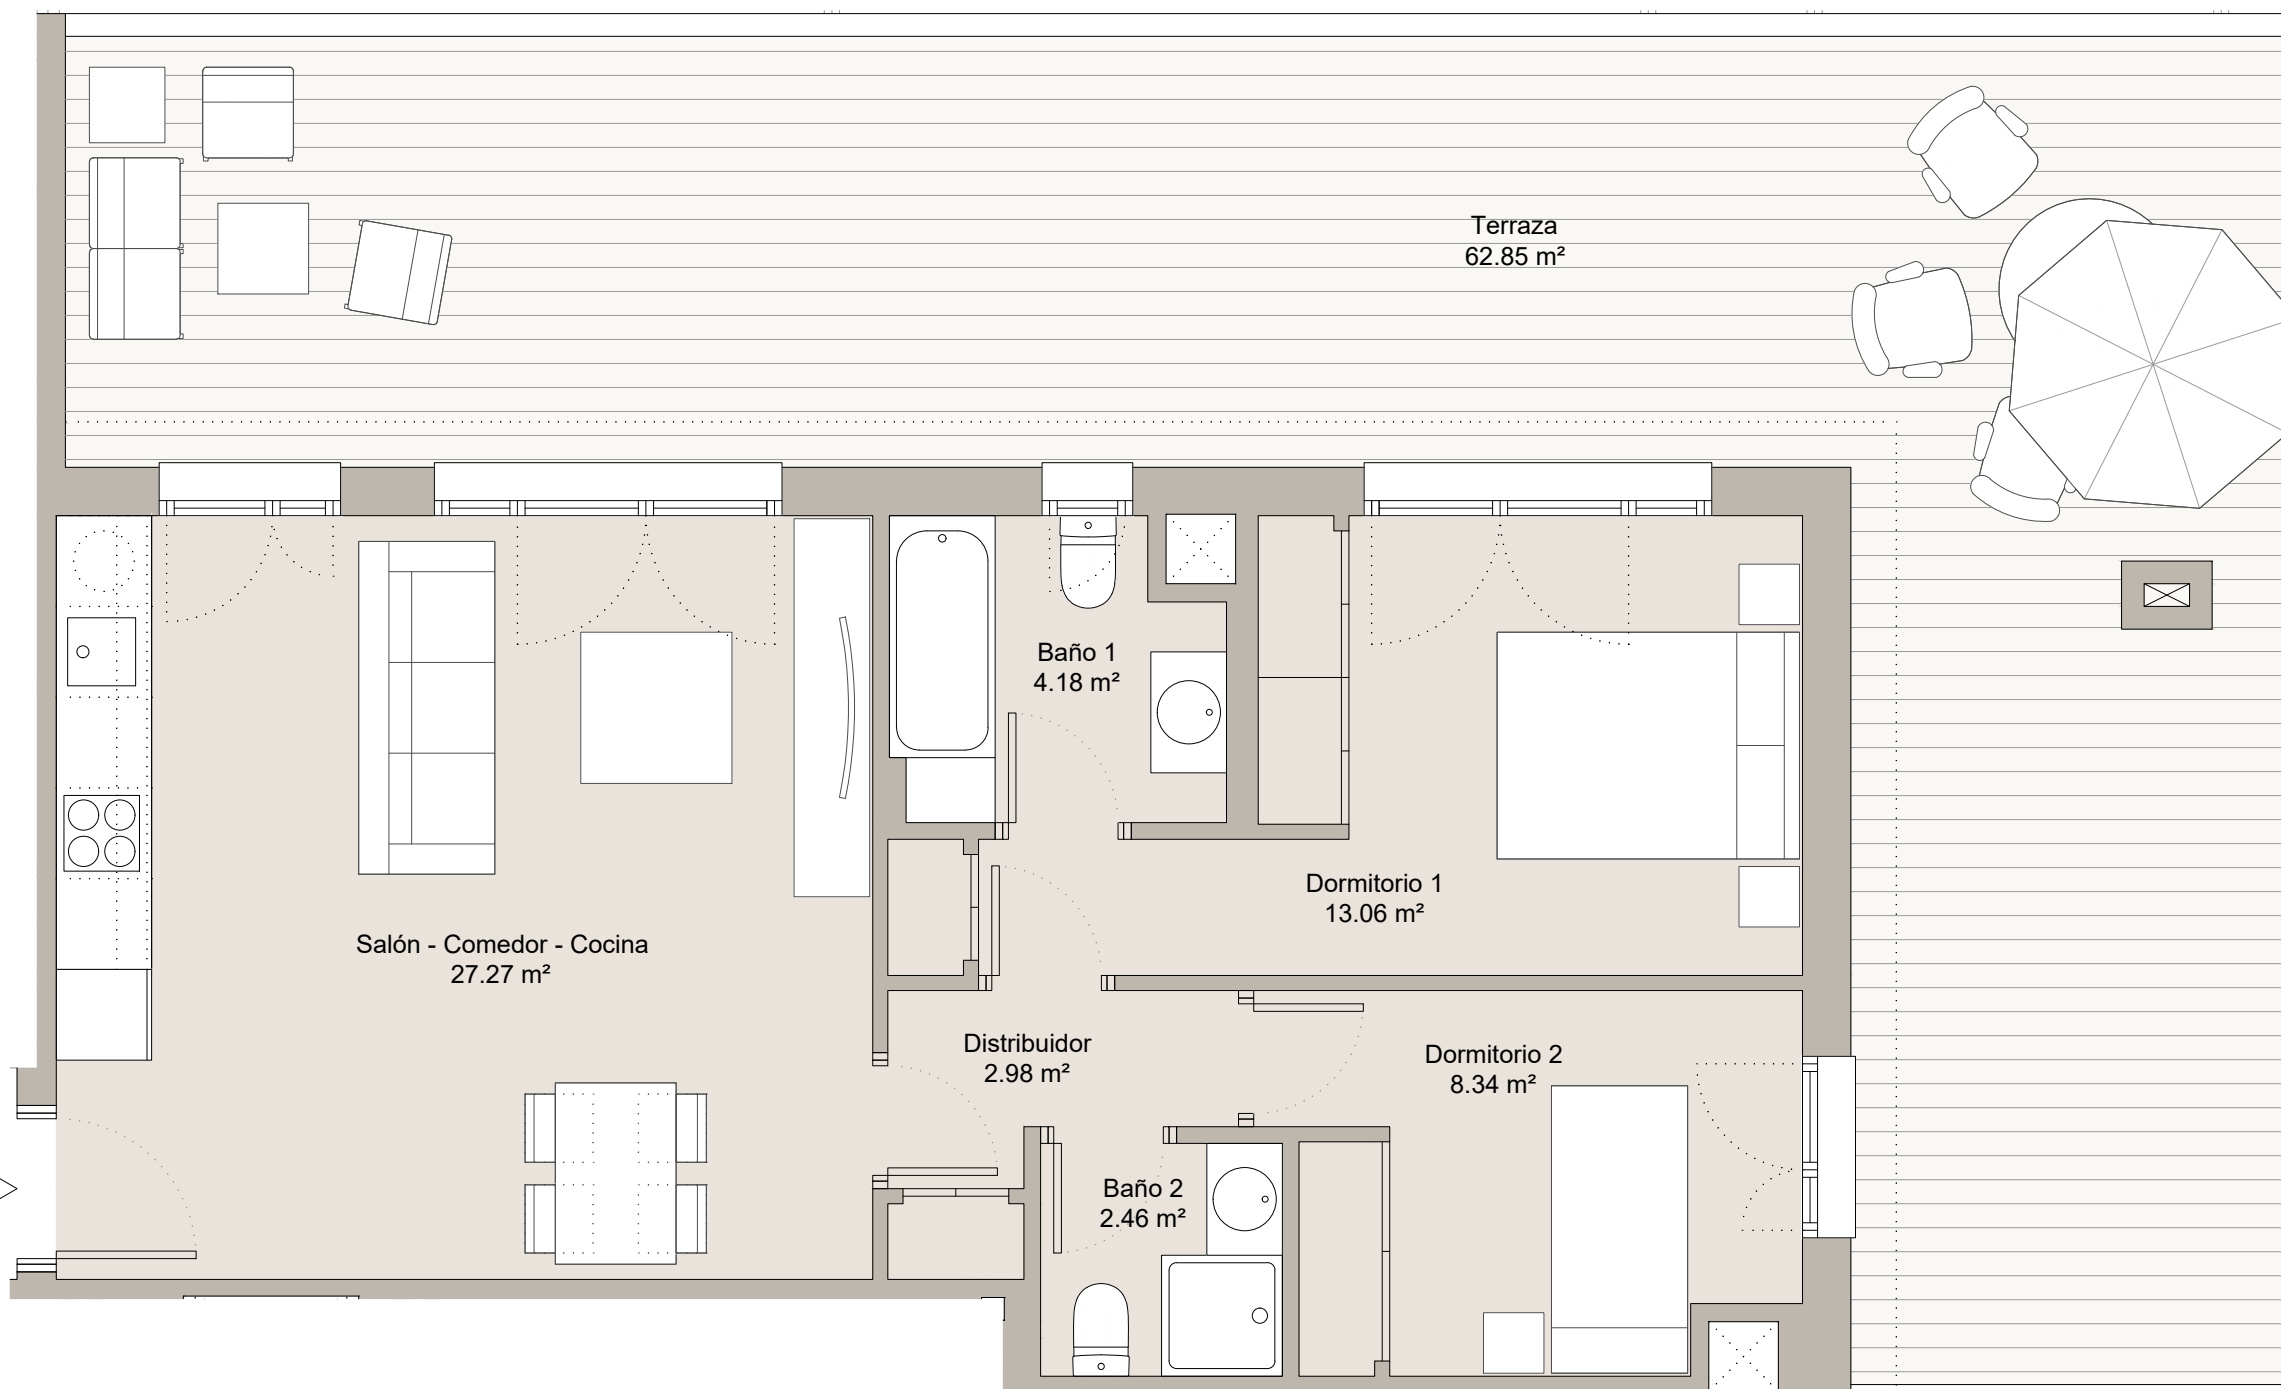 Terraza
62.85 m²
Baño 1
4.18 m²
Dormitorio 1
13.06 m²
Salón - Comedor - Cocina
27.27 m²
Distribuidor
2.98 m²
Dormitorio 2
8.34 m²
Baño 2
2.46 m²